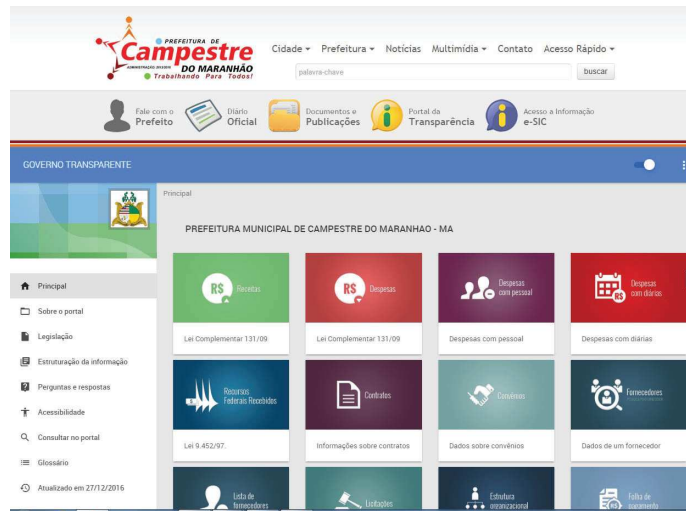 PREFEITURA DE
Campestre
DO MARANHÃO
Trabalhando Para Todos!
Cidade Prefeitura Notícias Multimídia Contato Acesso Rápido
palavra-chave
buscar
Fale com o
Prefeito
Diário
Oficial
Documentos e
Publicações
Portal da
Transparência
Acesso a Informação
e-SIC
GOVERNO TRANSPARENTE
Principal
PREFEITURA MUNICIPAL DE CAMPESTRE DO MARANHAO - MA
Principal
Sobre o portal
Legislação
Estruturação da informação
Perguntas e respostas
Acessibilidade
Consultar no portal
Glossário
Atualizado em 27/12/2016
R$ Receitas
Lei Complementar 131/09
R$ Despesas
Lei Complementar 131/09
Despesas
com pessoal
Despesas com pessoal
R$
Despesas
com diárias
Despesas com diárias
Recursos
Federais Recebidos
Lei 9.452/97.
Contratos
Informações sobre contratos
Convênios
Dados sobre convênios
Fornecedores
Dados de um fornecedor
Lista de
fornecedores
Licitações
Estrutura
organizacional
R$
Folha de
pagamento